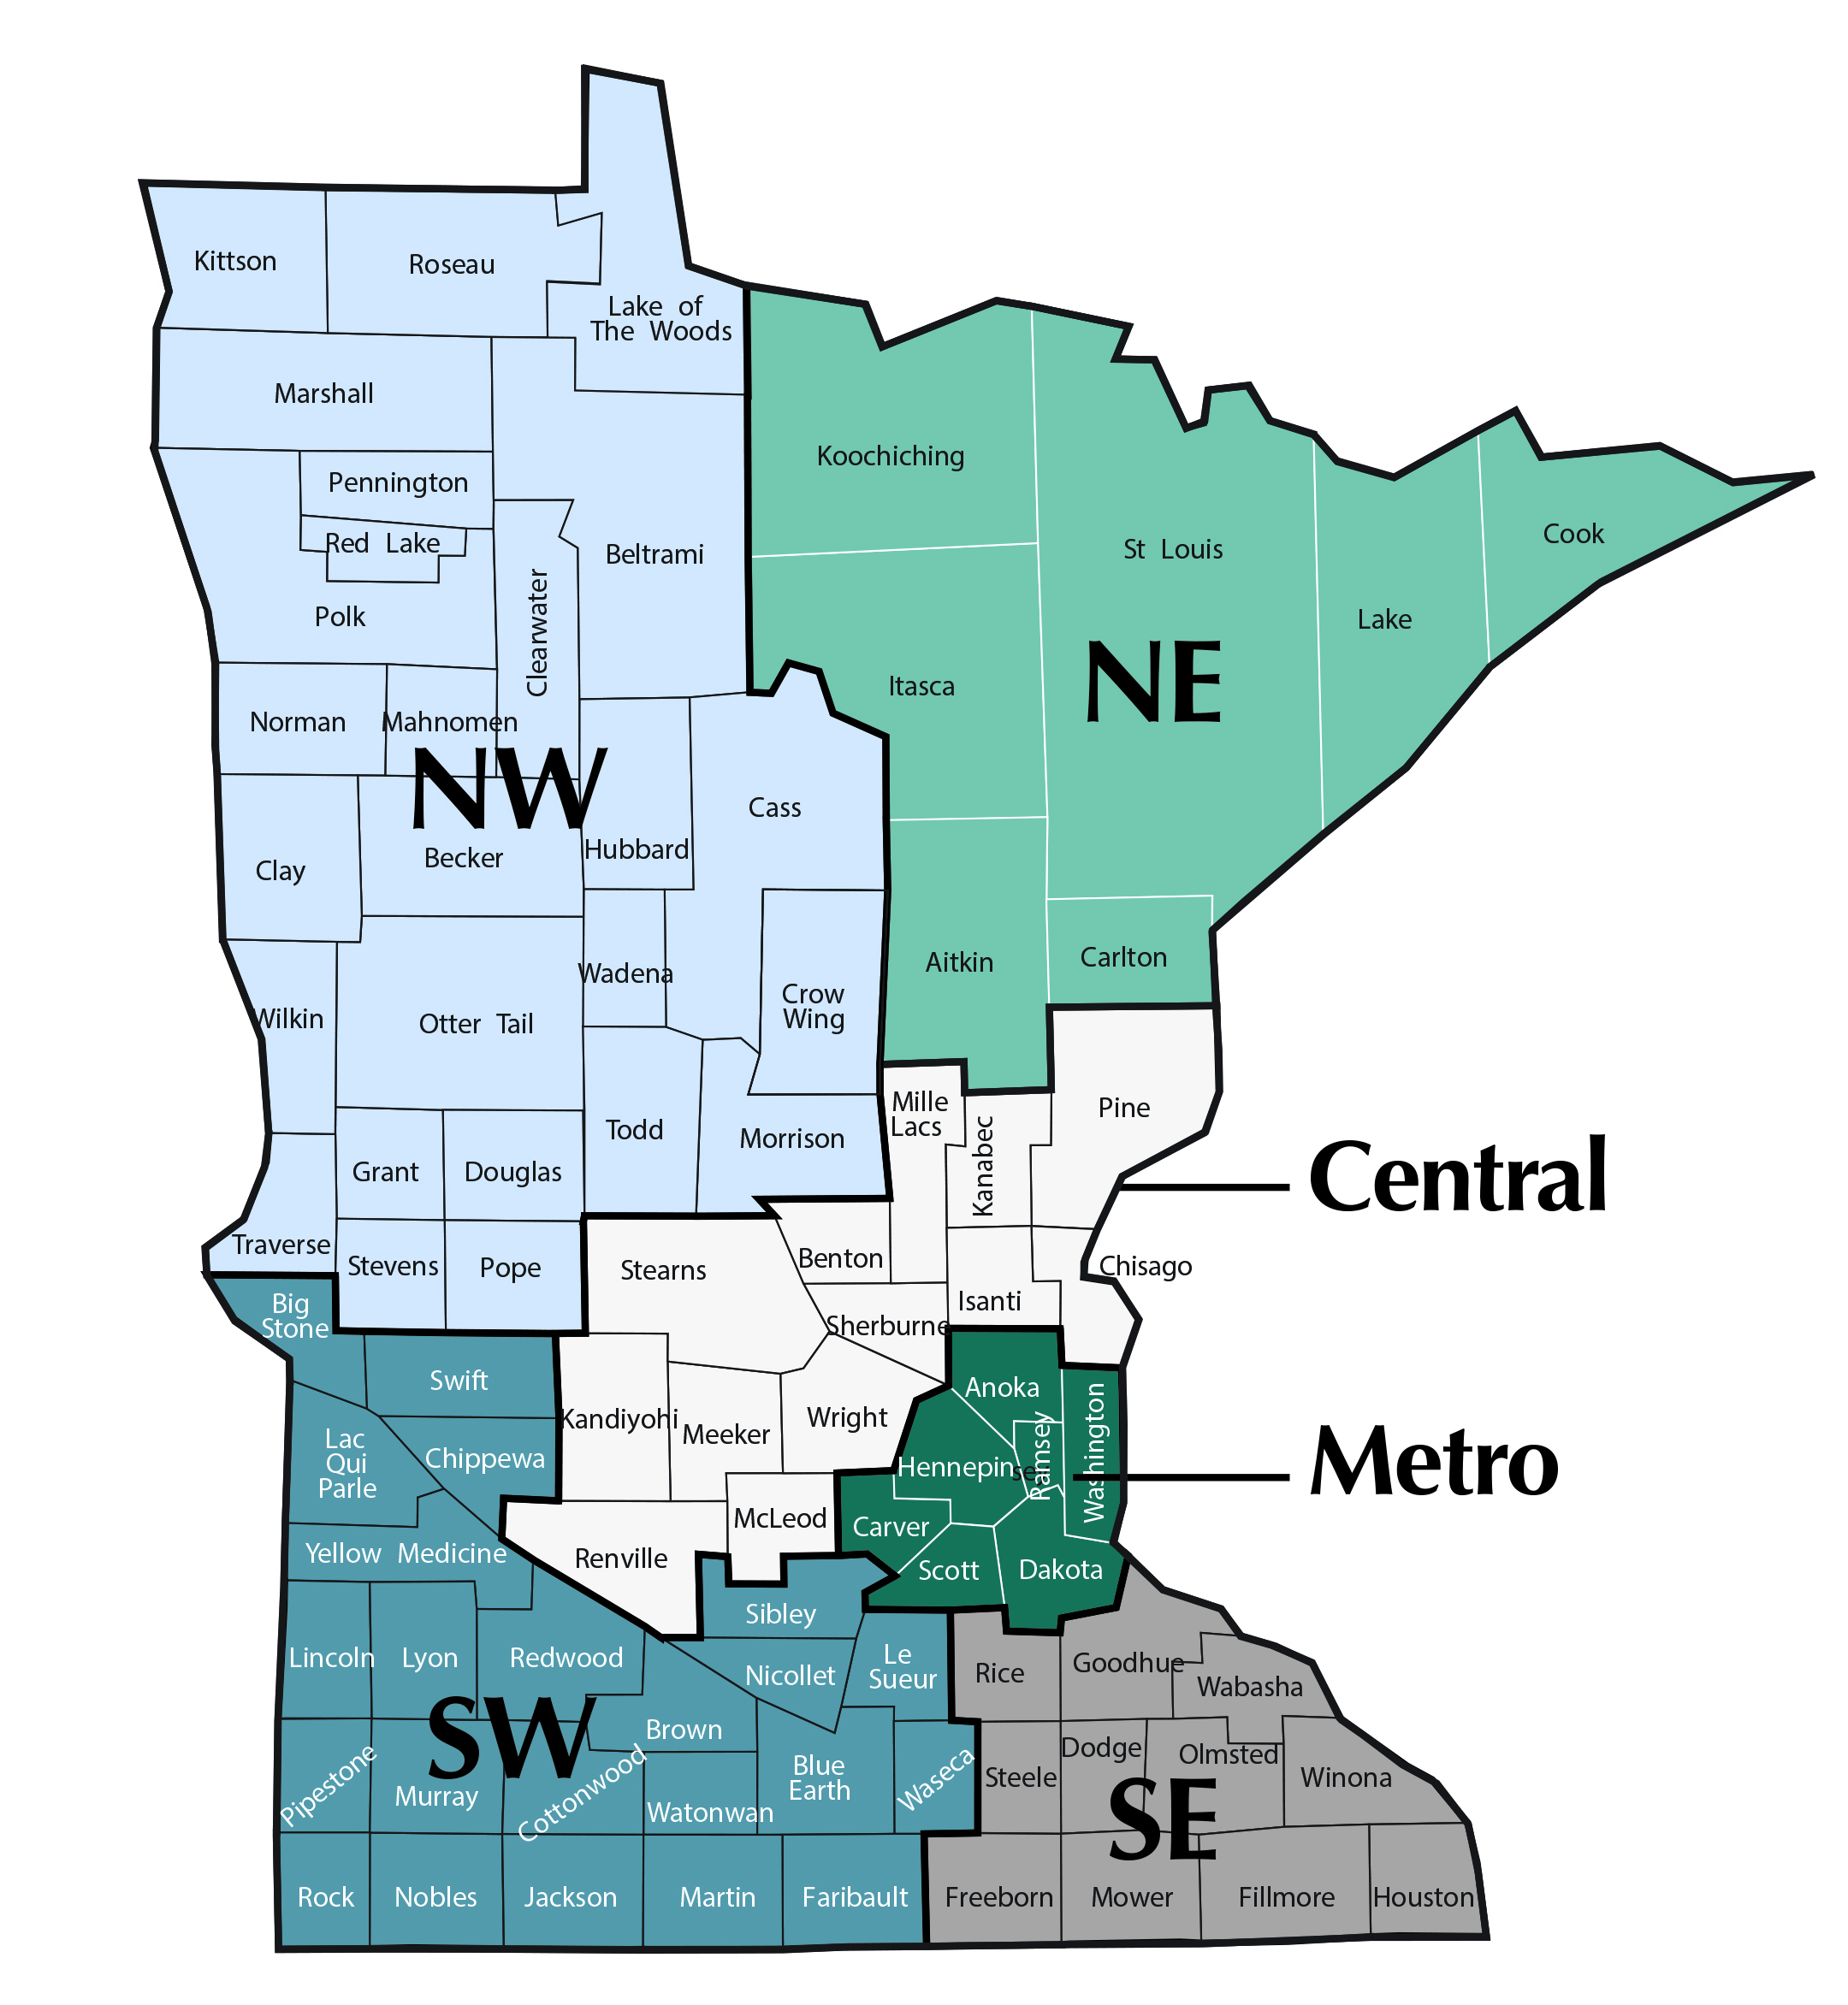 Kittson
Roseau
Lake of
The Woods
Marshall
Koochiching
Pennington
Cook
Red Lake
St Louis
Beltrami
Polk
Lake
Clearwater
NE
Itasca
Norman
Mahnomen
NW
Cass
Hubbard
Becker
Clay
Carlton
Aitkin
Wadena
Crow
Wing
Wilkin
Otter Tail
Mille
Lacs
Pine
Todd
Morrison
Kanabec
Central
Grant
Douglas
Traverse
Stevens
Pope
Stearns
Benton
Chisago
Big
Stone
Isanti
Sherburne
Swift
Anoka
Kandiyohi
Wright
Meeker
Washington
Lac
Qui
Parle
Chippewa
Hennepin
se
Ramsey
Metro
McLeod
Carver
Yellow Medicine
Renville
Scott
Dakota
Sibley
Lincoln
Lyon
Redwood
Le
Sueur
Nicollet
Rice
Goodhue
Wabasha
SW
Brown
Dodge
Olmsted
Pipestone
Murray
Cottonwood
Watonwan
Blue
Earth
Waseca
Steele
Winona
SE
Rock
Nobles
Jackson
Martin
Faribault
Freeborn
Mower
Fillmore
Houston